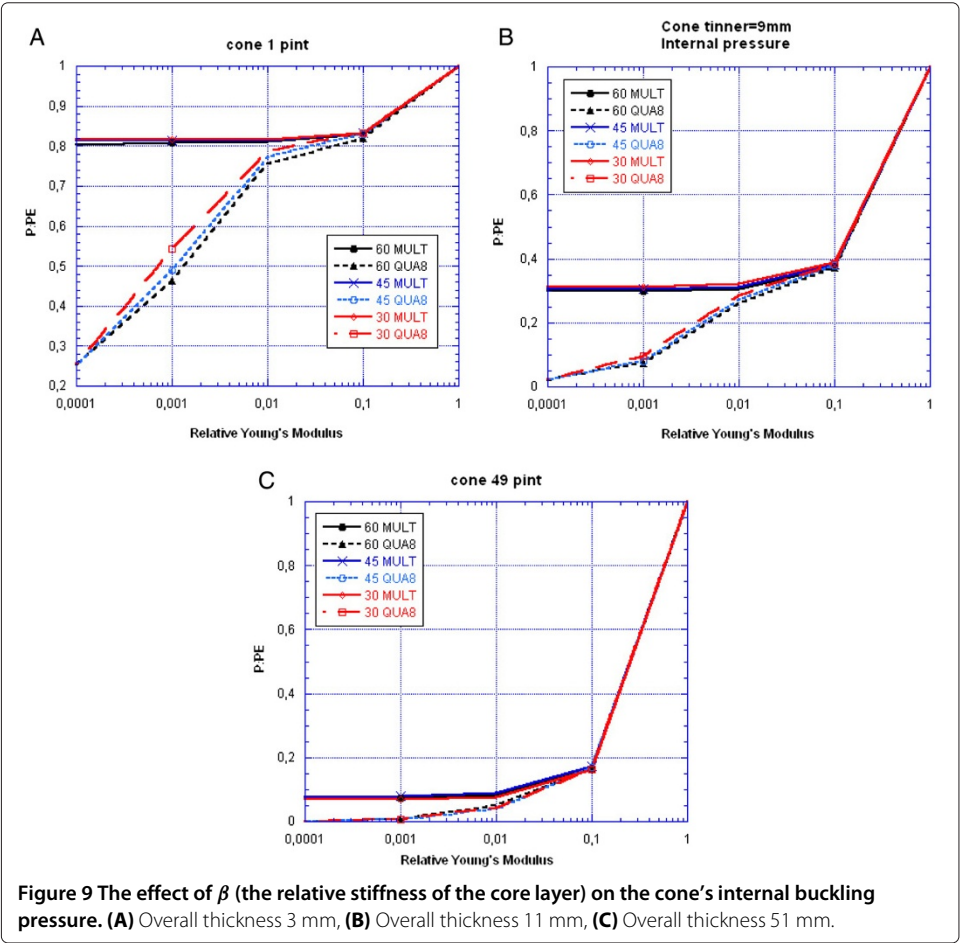 A
cone 1 pint
P:PE
1
0,9
0,8
0,7
0,6
0,5
0,4
0,3
0,2
60 MULT
60 QUA8
45 MULT
45 QUA8
30 MULT
30 QUA8
0,0001 0,001 0,01 0,1 1
Relative Young's Modulus
B
Cone tinner=9mm
Internal pressure
P:PE
1
0,8
0,6
0,4
0,2
0
60 MULT
60 QUA8
45 MULT
45 QUA8
30 MULT
30 QUA8
0,0001 0,001 0,01 0,1 1
Relative Young's Modulus
C
cone 49 pint
P:PE
1
0,8
0,6
0,4
0,2
0
60 MULT
60 QUA8
45 MULT
45 QUA8
30 MULT
30 QUA8
0,0001 0,001 0,01 0,1 1
Relative Young's Modulus
Figure 9 The effect of β (the relative stiffness of the core layer) on the cone's internal buckling
pressure. (A) Overall thickness 3 mm, (B) Overall thickness 11 mm, (C) Overall thickness 51 mm.